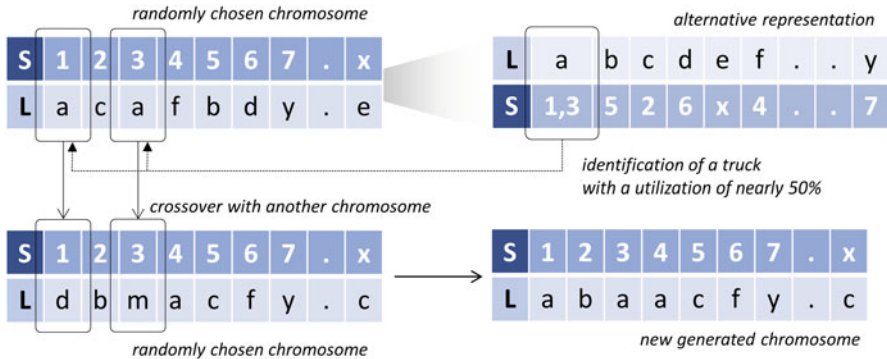 randomly chosen chromosome
S 1 2 3 4 5 6 7 . x
L a c a f b d y . e
alternative representation
L a b c d e f . . y
S 1,3 5 2 6 x 4 . . 7
identification of a truck
with a utilization of nearly 50%
crossover with another chromosome
S 1 2 3 4 5 6 7 . x
L d b m a c f y . c
randomly chosen chromosome
S 1 2 3 4 5 6 7 . x
L a b a a c f y . c
new generated chromosome